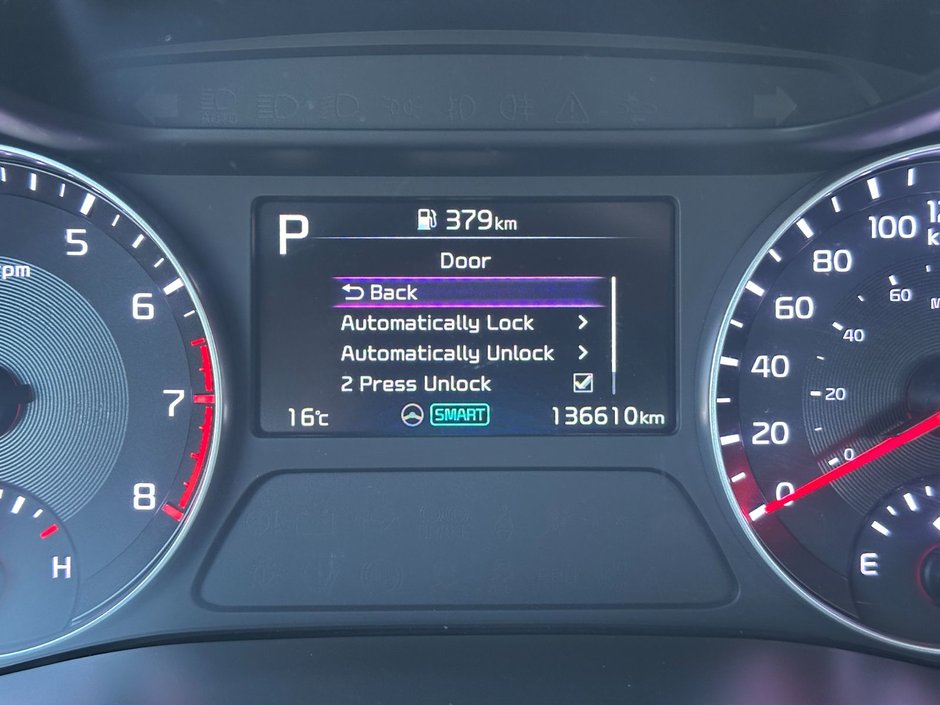 P
379km
Door
Back
Automatically Lock
Automatically Unlock
2 Press Unlock
16°c
SMART
136610km
5
6
7
8
pm
H
100
80
60
40
20
0
60
40
20
0
E